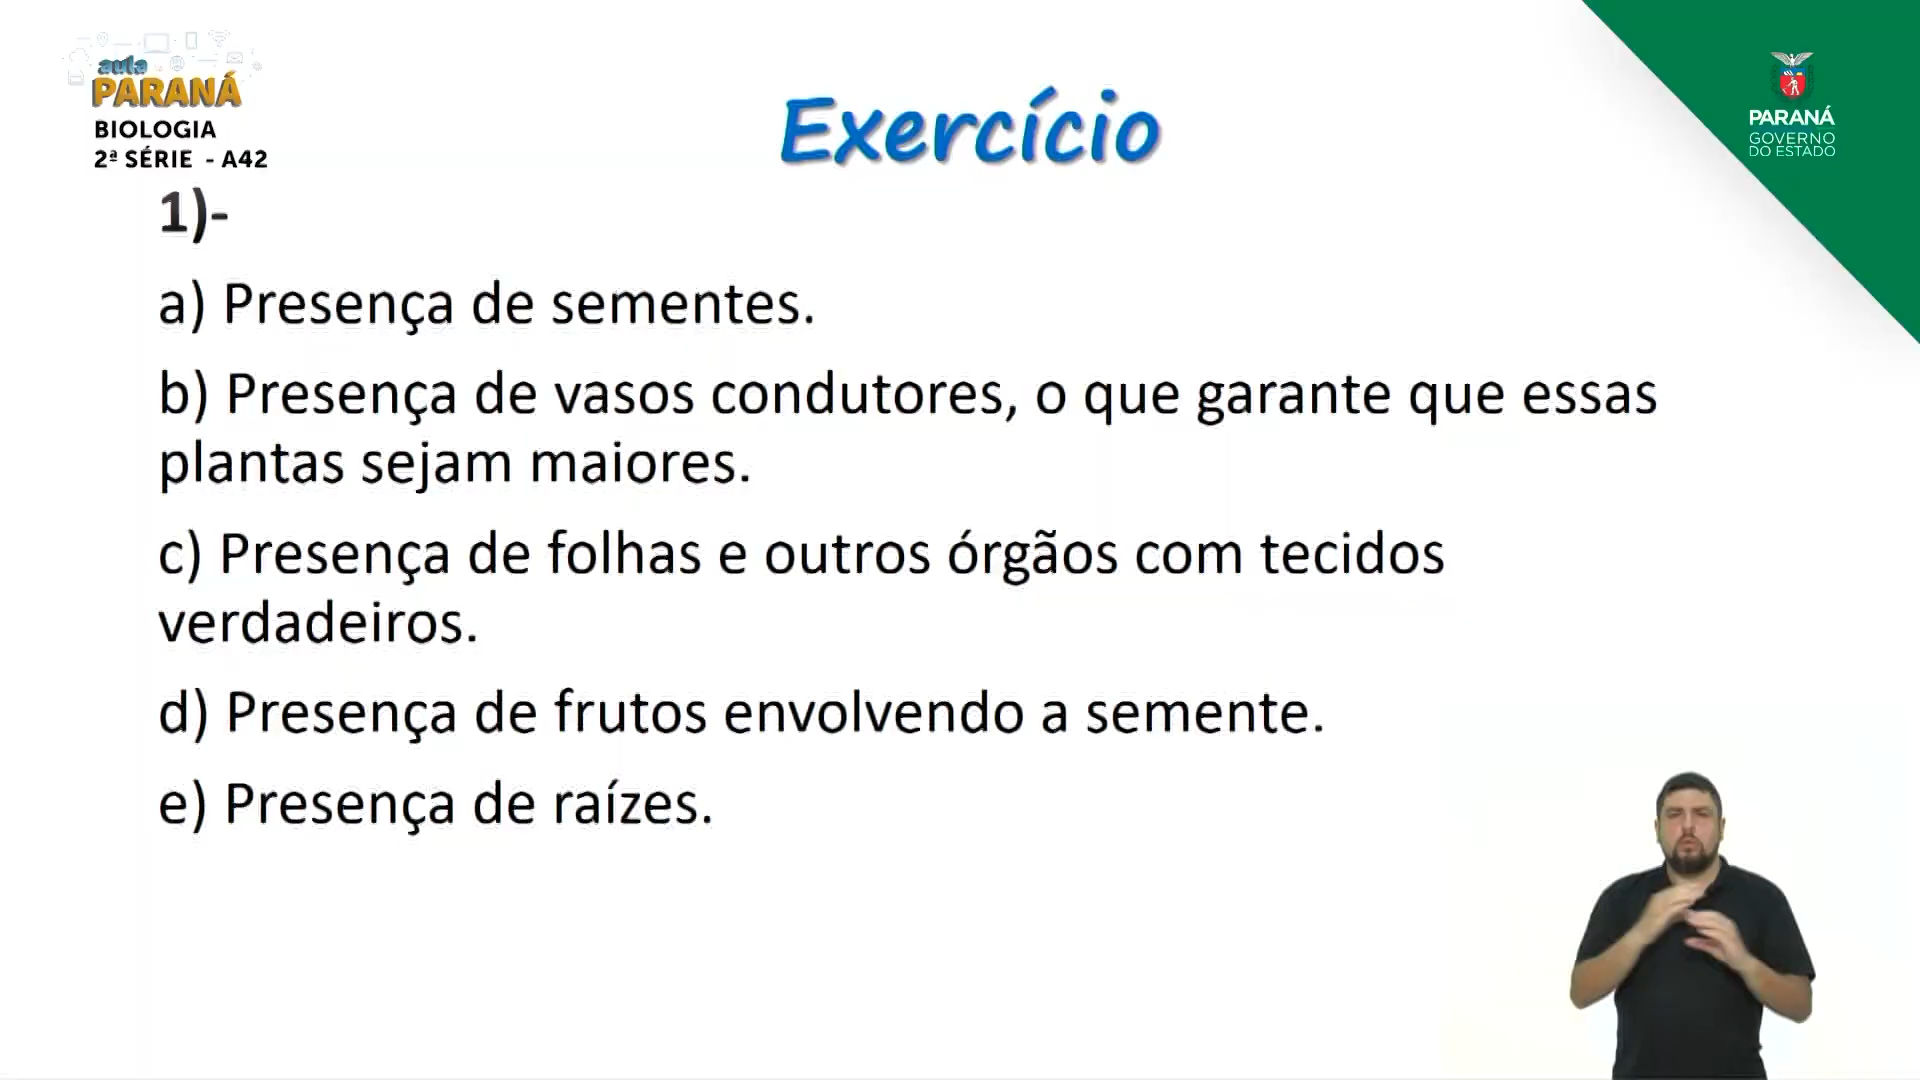 aula
PARANÁ
BIOLOGIA
2ª SÉRIE - A42
Exercício
PARANÁ
GOVERNO
DO ESTADO
1)-
a) Presença de sementes.
b) Presença de vasos condutores, o que garante que essas
plantas sejam maiores.
c) Presença de folhas e outros órgãos com tecidos
verdadeiros.
d) Presença de frutos envolvendo a semente.
e) Presença de raízes.